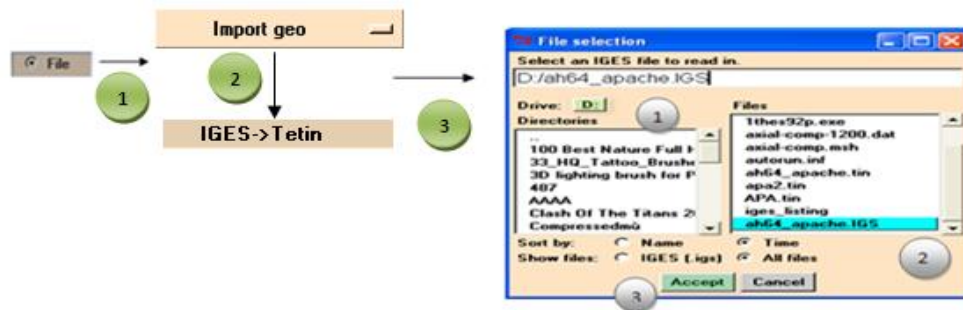 Import geo
File
1
2
3
IGES->Tetin
File selection
Select an IGES file to read in.
D:/ah64_apache.IGS
Drive: D:
1
Directories
..
100 Best Nature Full H
33_HQ_Tattoo_Brushe
3D lighting brush for P
487
AAAA
Clash Of The Titans 2
Compressedmù
Files
1thes92p.exe
axial-comp-1200.dat
axial-comp.msh
autorun.inf
ah64_apache.tin
apa2.tin
APA.tin
iges_listing
ah64_apache.IGS
Sort by: Name Time
Show files: IGES (.igs) All files
2
3
Accept Cancel